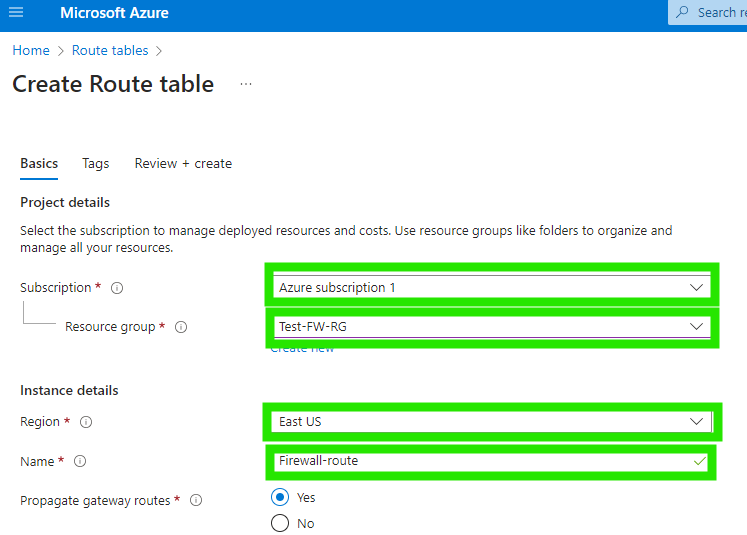 Microsoft Azure
Search re
Home > Route tables >
Create Route table ...
Basics Tags Review + create
Project details
Select the subscription to manage deployed resources and costs. Use resource groups like folders to organize and
manage all your resources.
Subscription * Azure subscription 1
Resource group * Test-FW-RG
Create new
Instance details
Region * East US
Name * Firewall-route
Propagate gateway routes * Yes
No